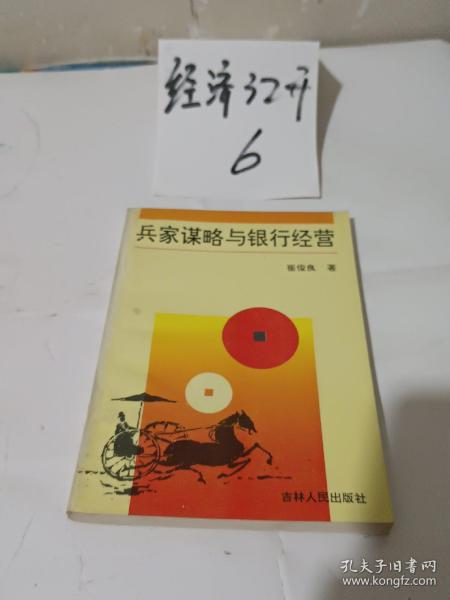 经济32开
6
兵家谋略与银行经营
崔俊良 著
吉林人民出版社
孔夫子旧书网
www.kongfz.com